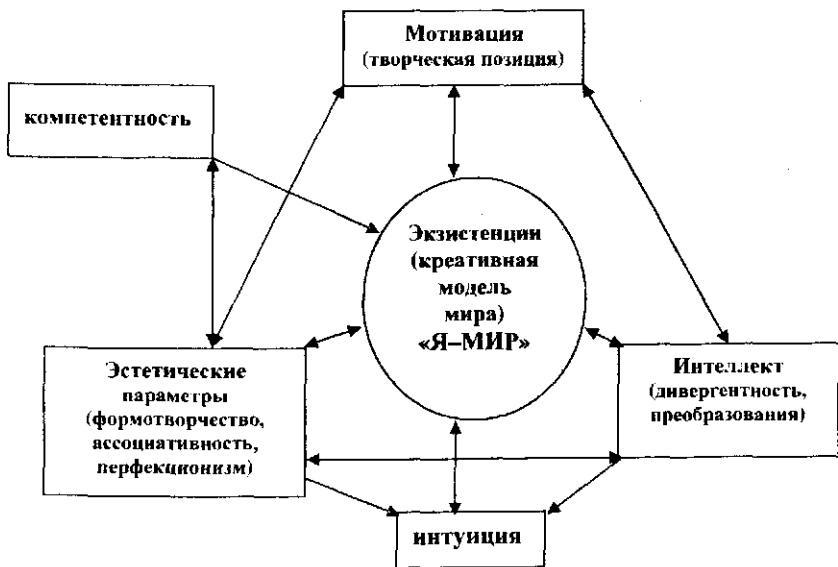 Мотивация
(творческая позиция)
компетентность
Экзистенции
(креативная
модель
мира)
«Я–МИР»
Эстетические
параметры
(формотворчество,
ассоциативность,
перфекционизм)
Интеллект
(дивергентность,
преобразования)
интуиция